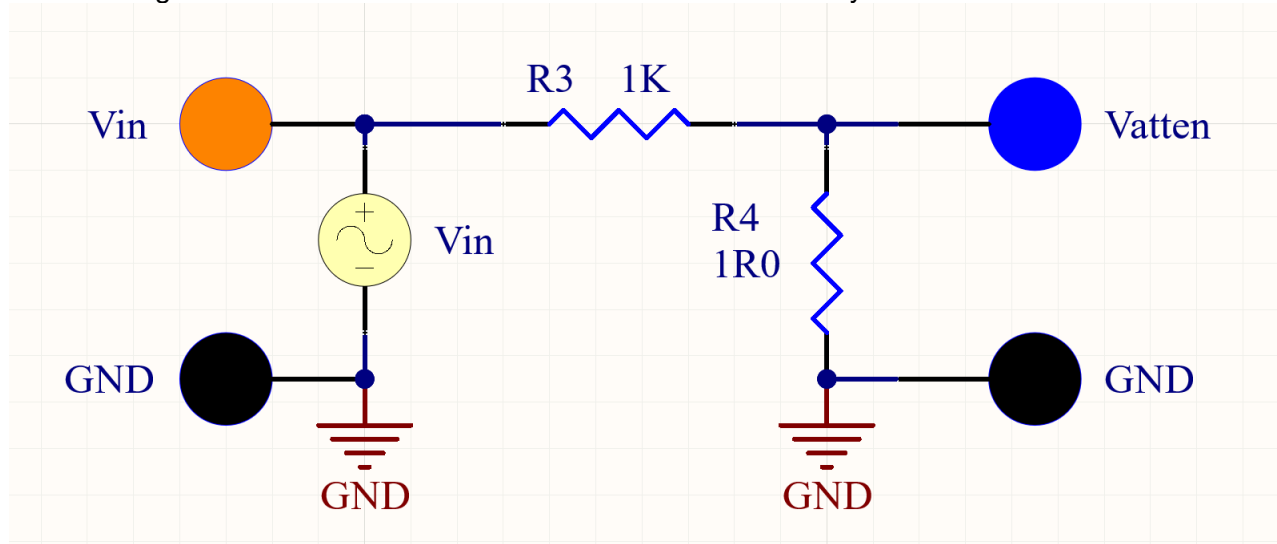 R3 1K
Vin
Vatten
+
Vin
R4
1R0
GND
GND
GND
GND